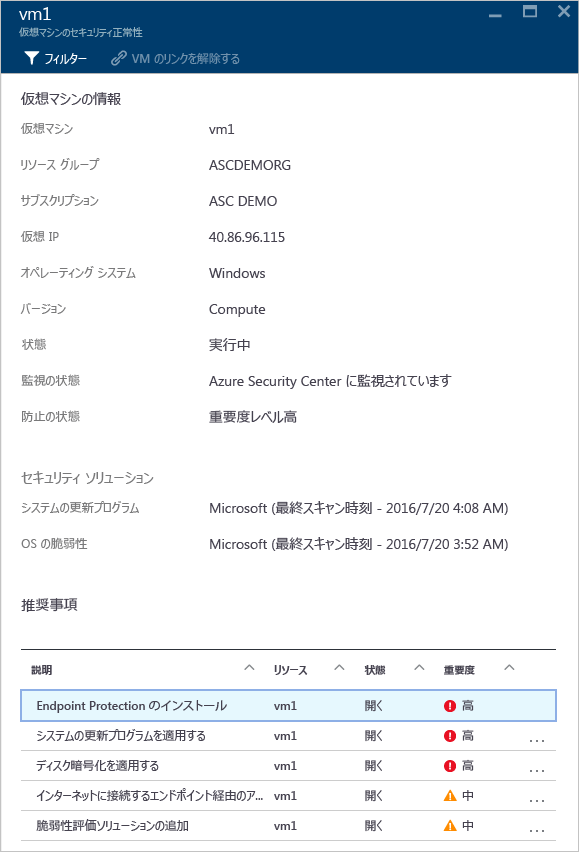 vm1
仮想マシンのセキュリティ正常性
フィルター VM のリンクを解除する
仮想マシンの情報
仮想マシン vm1
リソース グループ ASCDEMORG
サブスクリプション ASC DEMO
仮想 IP 40.86.96.115
オペレーティング システム Windows
バージョン Compute
状態 実行中
監視の状態 Azure Security Center に監視されています
防止の状態 重要度レベル高
セキュリティ ソリューション
システムの更新プログラム Microsoft (最終スキャン時刻 - 2016/7/20 4:08 AM)
OS の脆弱性 Microsoft (最終スキャン時刻 - 2016/7/20 3:52 AM)
推奨事項
説明 リソース 状態 重要度
Endpoint Protection のインストール vm1 開く 高
システムの更新プログラムを適用する vm1 開く 高 ...
ディスク暗号化を適用する vm1 開く 高 ...
インターネットに接続するエンドポイント経由のア... vm1 開く 中 ...
脆弱性評価ソリューションの追加 vm1 開く 中 ...